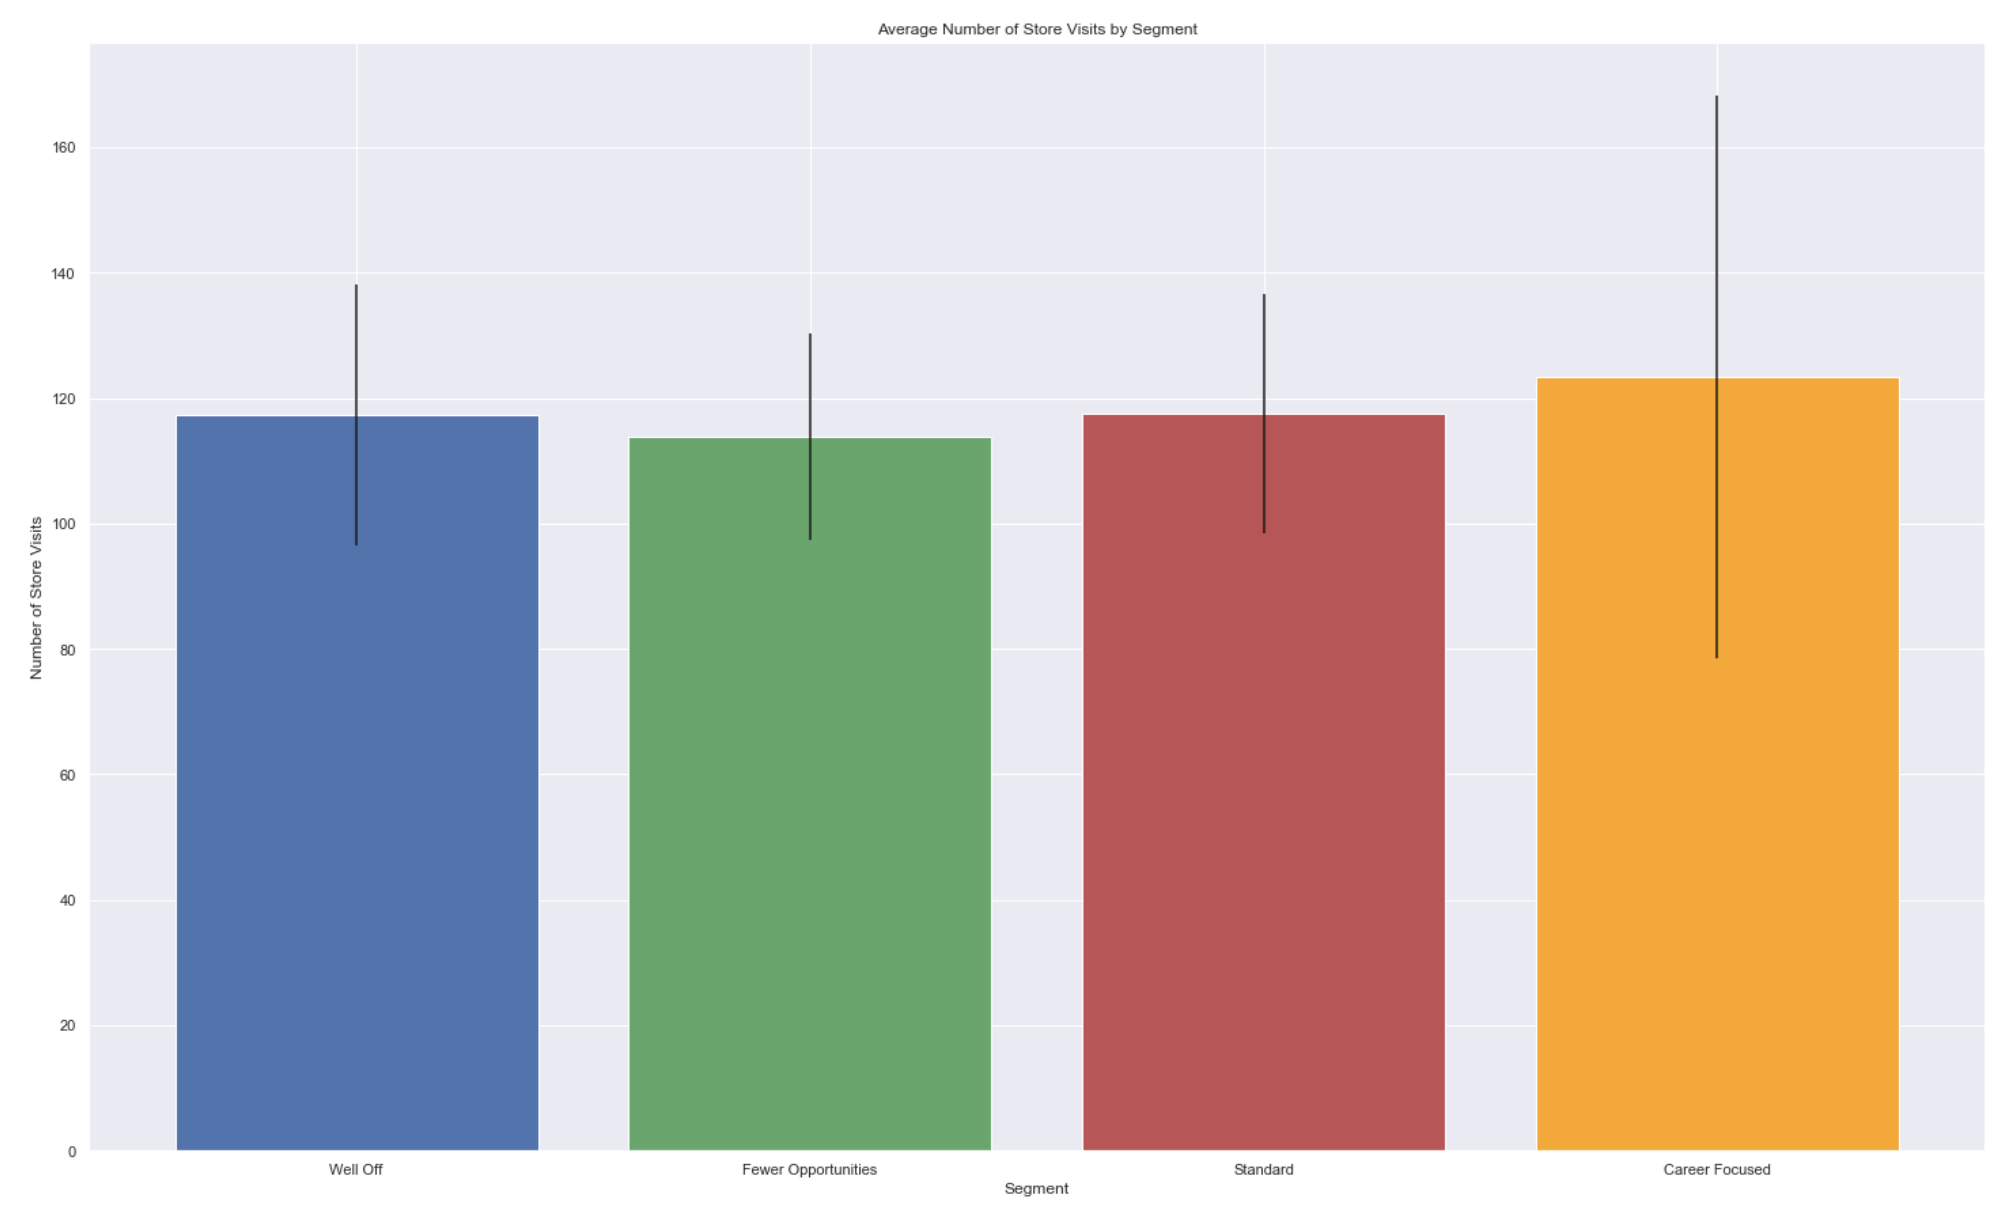 Average Number of Store Visits by Segment
Number of Store Visits
160
140
120
100
80
60
40
20
0
Well Off
Fewer Opportunities
Standard
Career Focused
Segment